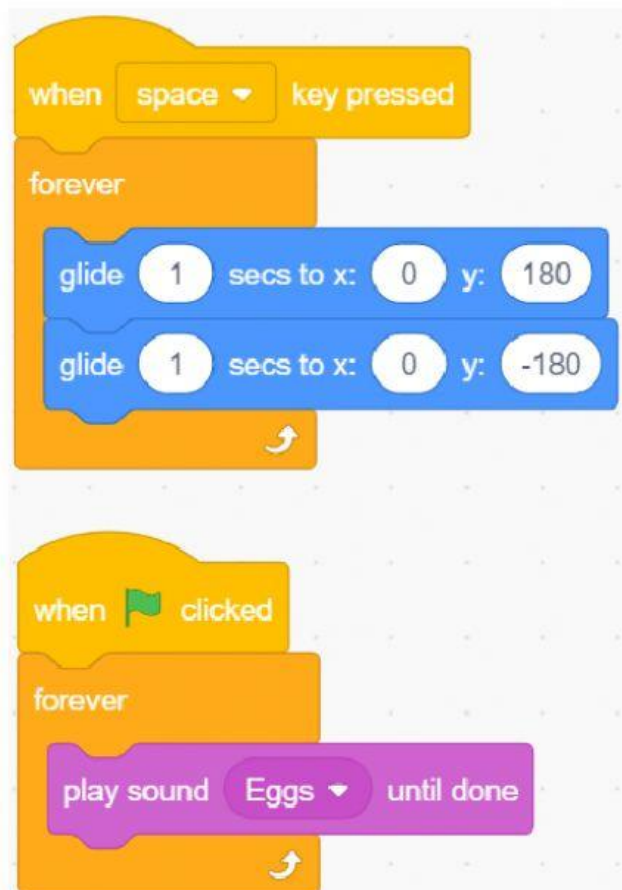 when space key pressed
forever
glide 1 secs to x: 0 y: 180
glide 1 secs to x: 0 y: -180
when clicked
forever
play sound Eggs until done